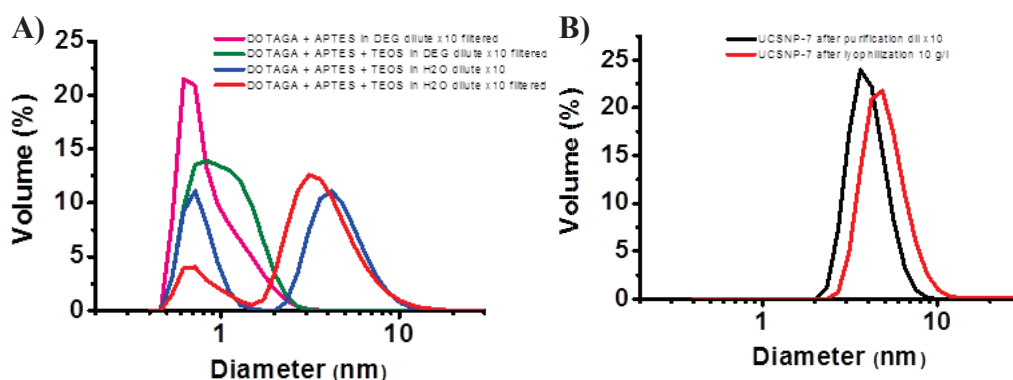 A)
DOTAGA + APTES in DEG dilute x10 filtered
DOTAGA + APTES + TEOS in DEG dilute x10 filtered
DOTAGA + APTES + TEOS in H2O dilute x10
DOTAGA + APTES + TEOS in H2O dilute x10 filtered
25
20
15
10
5
0
Volume (%)
1
10
Diameter (nm)
B)
UCSNP-7 after purification dil x10
UCSNP-7 after lyophilization 10 g/l
25
20
15
10
5
0
Volume (%)
1
10
Diameter (nm)